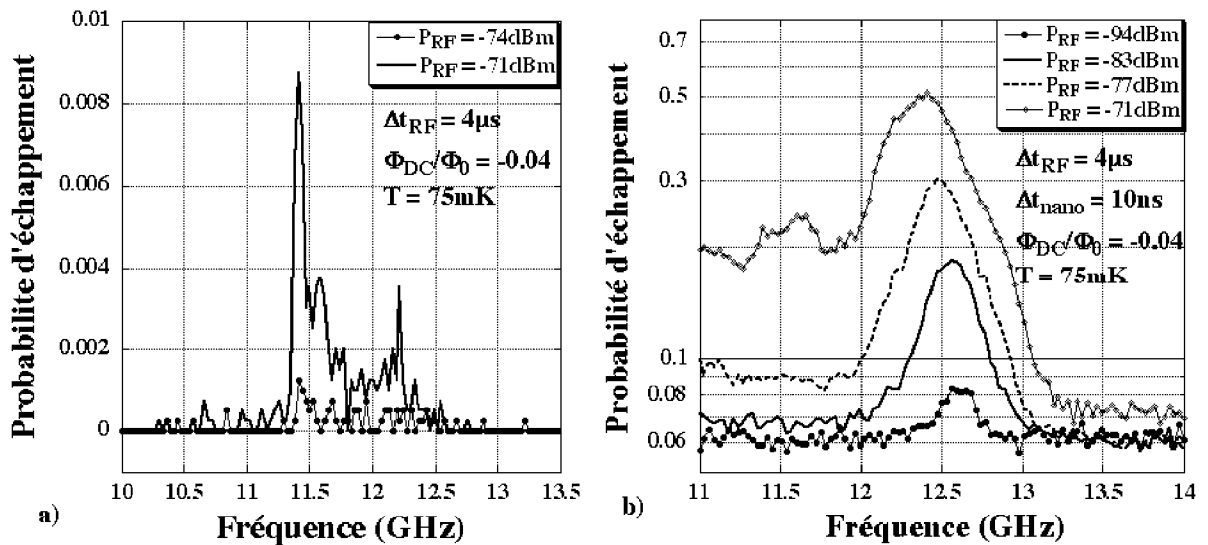 Probabilite d'échappement
0.01
0.008
0.006
0.004
0.002
0
P_RF = -74dBm
P_RF = -71dBm
Δt_RF = 4µs
Φ_DC/Φ_0 = -0.04
T = 75mK
10 10.5 11 11.5 12 12.5 13 13.5
a)
Fréquence (GHz)
Probabilité d'échappement
0.7
0.5
0.3
0.1
0.08
0.06
P_RF = -94dBm
P_RF = -83dBm
P_RF = -77dBm
P_RF = -71dBm
Δt_RF = 4µs
Δt_nano = 10ns
Φ_DC/Φ_0 = -0.04
T = 75mK
11 11.5 12 12.5 13 13.5 14
b)
Fréquence (GHz)